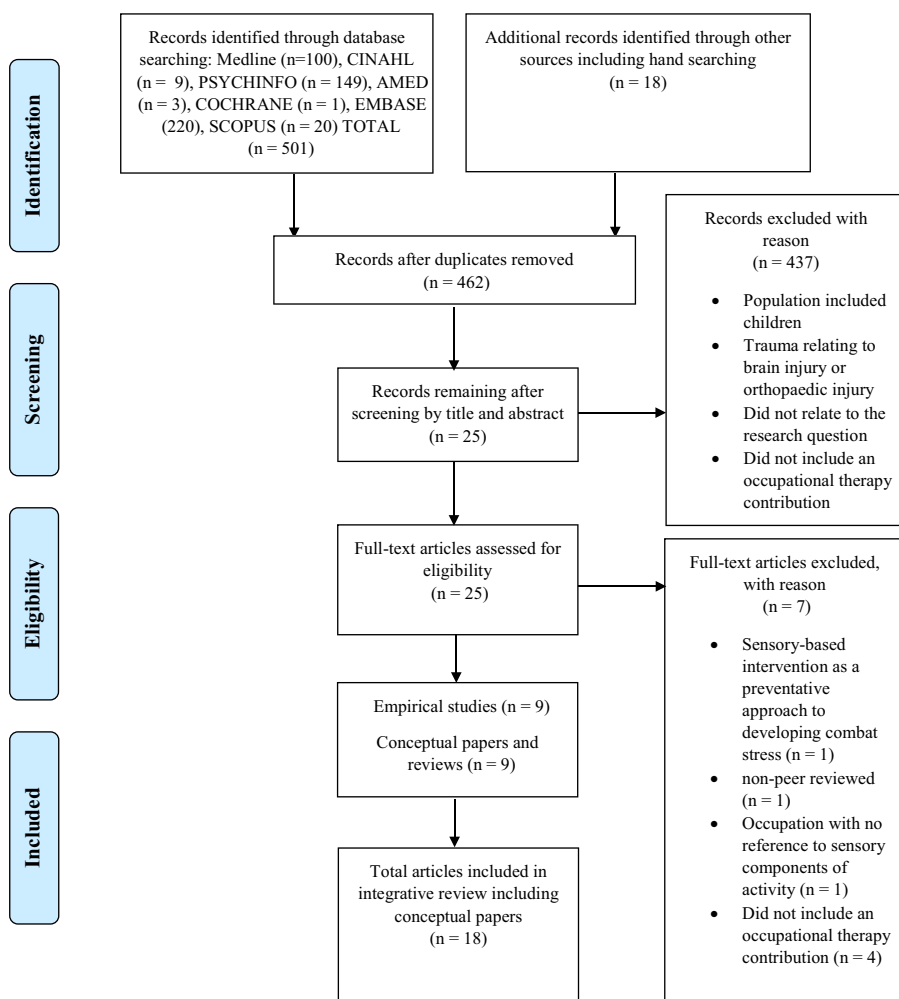 Records identified through database
searching: Medline (n=100), CINAHL
(n = 9), PSYCHINFO (n = 149), AMED
(n = 3), COCHRANE (n = 1), EMBASE
(220), SCOPUS (n = 20) TOTAL
(n = 501)
Additional records identified through other
sources including hand searching
(n = 18)
Identification
Records after duplicates removed
(n = 462)
Records excluded with
reason
(n = 437)
• Population included
children
• Trauma relating to
brain injury or
orthopaedic injury
• Did not relate to the
research question
• Did not include an
occupational therapy
contribution
Screening
Records remaining after
screening by title and abstract
(n = 25)
Eligibility
Full-text articles assessed for
eligibility
(n = 25)
Full-text articles excluded,
with reason
(n = 7)
• Sensory-based
intervention as a
preventative
approach to
developing combat
stress (n = 1)
• non-peer reviewed
(n = 1)
• Occupation with no
reference to sensory
components of
activity (n = 1)
• Did not include an
occupational therapy
contribution (n = 4)
Empirical studies (n = 9)
Conceptual papers and
reviews (n = 9)
Included
Total articles included in
integrative review including
conceptual papers
(n = 18)